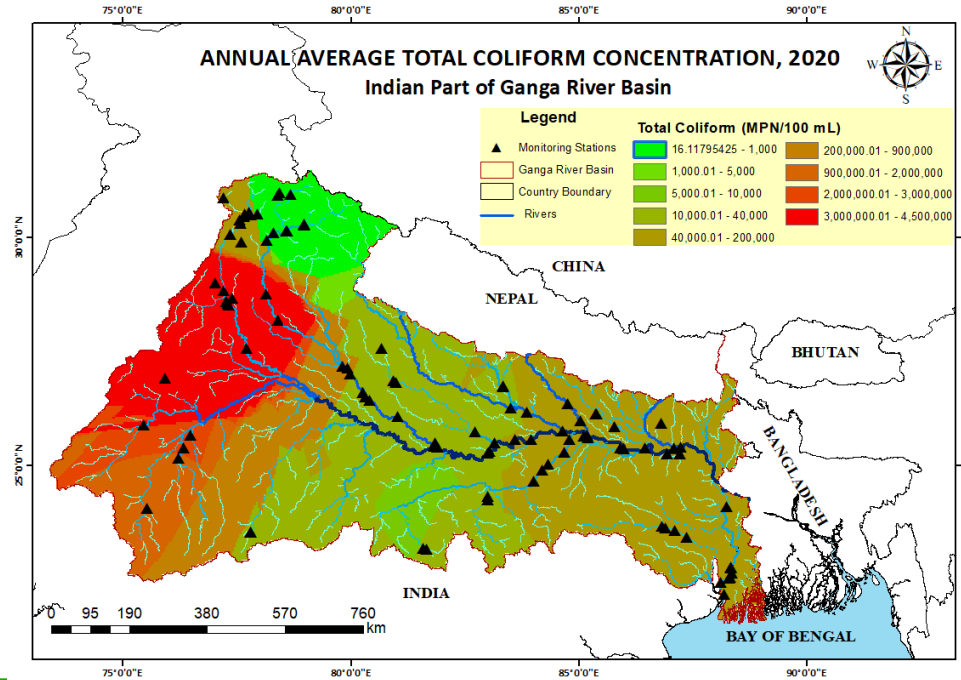 75°0'0"E 80°0'0"E 85°0'0"E 90°0'0"E
ANNUAL AVERAGE TOTAL COLIFORM CONCENTRATION, 2020
Indian Part of Ganga River Basin
N
W E
S
Legend
Monitoring Stations
Ganga River Basin
Country Boundary
Rivers
Total Coliform (MPN/100 mL)
16.11795425 - 1,000
1,000.01 - 5,000
5,000.01 - 10,000
10,000.01 - 40,000
40,000.01 - 200,000
200,000.01 - 900,000
900,000.01 - 2,000,000
2,000,000.01 - 3,000,000
3,000,000.01 - 4,500,000
30°0'0"N 30°0'0"N
CHINA
NEPAL
BHUTAN
BANGLADESH
25°0'0"N 25°0'0"N
INDIA
BAY OF BENGAL
0 95 190 380 570 760
km
75°0'0"E 80°0'0"E 85°0'0"E 90°0'0"E